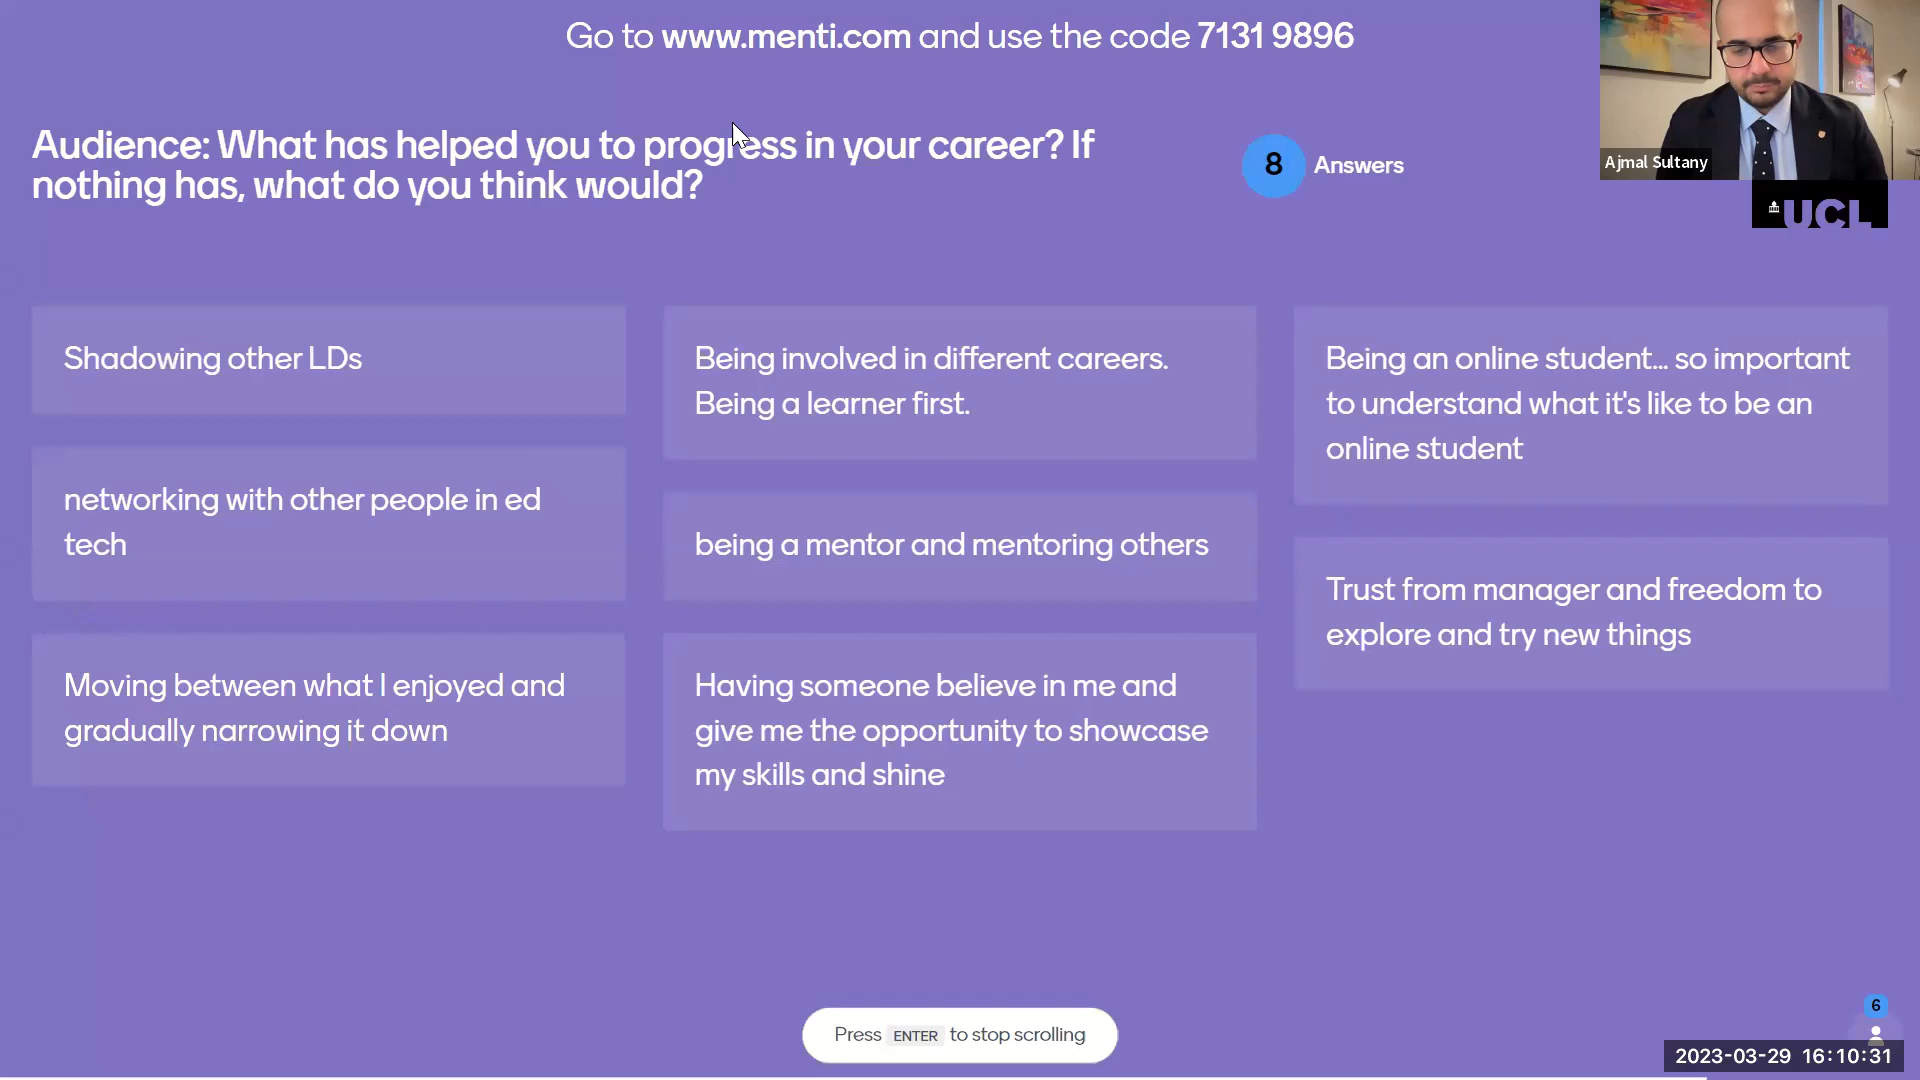 Go to www.menti.com and use the code 7131 9896
Audience: What has helped you to progress in your career? If
nothing has, what do you think would?
8 Answers
Ajmal Sultany
UCL
Shadowing other LDs
networking with other people in ed
tech
Moving between what I enjoyed and
gradually narrowing it down
Being involved in different careers.
Being a learner first.
being a mentor and mentoring others
Having someone believe in me and
give me the opportunity to showcase
my skills and shine
Being an online student... so important
to understand what it's like to be an
online student
Trust from manager and freedom to
explore and try new things
Press ENTER to stop scrolling
6
2023-03-29 16:10:31